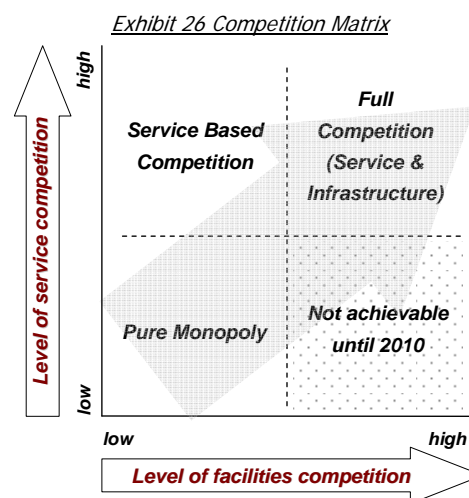 Exhibit 26 Competition Matrix
high
Level of service competition
low
Service Based
Competition
Full
Competition
(Service &
Infrastructure)
Pure Monopoly
Not achievable
until 2010
low
high
Level of facilities competition